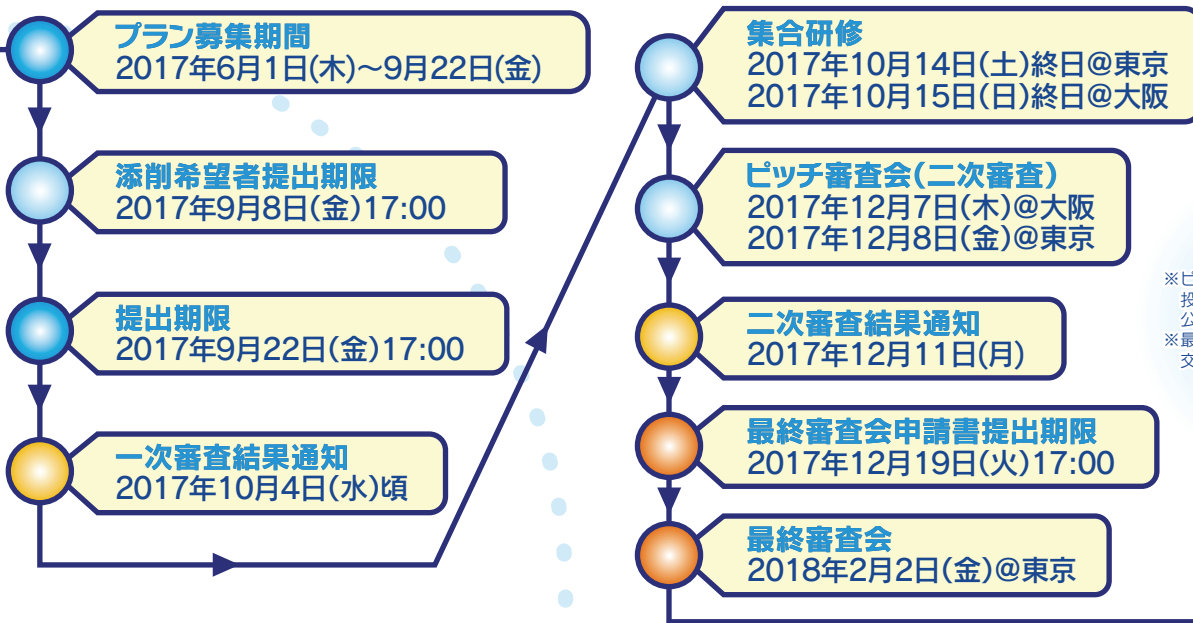 プラン募集期間
2017年6月1日(木)～9月22日(金)
添削希望者提出期限
2017年9月8日(金)17:00
提出期限
2017年9月22日(金)17:00
一次審査結果通知
2017年10月4日(水)頃
集合研修
2017年10月14日(土)終日@東京
2017年10月15日(日)終日@大阪
ピッチ審査会(二次審査)
2017年12月7日(木)@大阪
2017年12月8日(金)@東京
二次審査結果通知
2017年12月11日(月)
最終審査会申請書提出期限
2017年12月19日(火)17:00
最終審査会
2018年2月2日(金)@東京
※ピ
投
公
※最
交